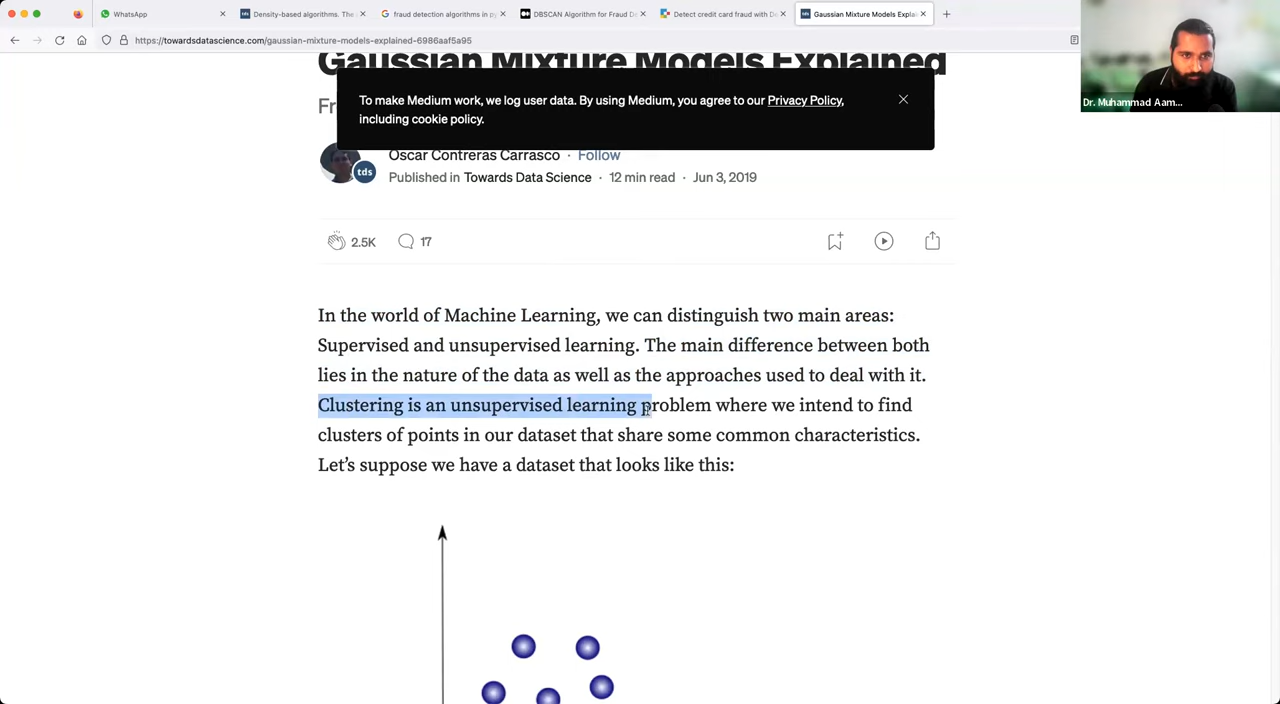 WhatsApp
Density-based algorithms. The
fraud detection algorithms in p
DBSCAN Algorithm for Fraud D
Detect credit card fraud with De
Gaussian Mixture Models Expla
https://towardsdatascience.com/gaussian-mixture-models-explained-6986aaf5a95
Gaussian Mixture Models Explained
Fr
To make Medium work, we log user data. By using Medium, you agree to our Privacy Policy,
including cookie policy.
Dr. Muhammad Aam...
Oscar Contreras Carrasco · Follow
tds
Published in Towards Data Science · 12 min read · Jun 3, 2019
2.5K
17
In the world of Machine Learning, we can distinguish two main areas:
Supervised and unsupervised learning. The main difference between both
lies in the nature of the data as well as the approaches used to deal with it.
Clustering is an unsupervised learning problem where we intend to find
clusters of points in our dataset that share some common characteristics.
Let’s suppose we have a dataset that looks like this: